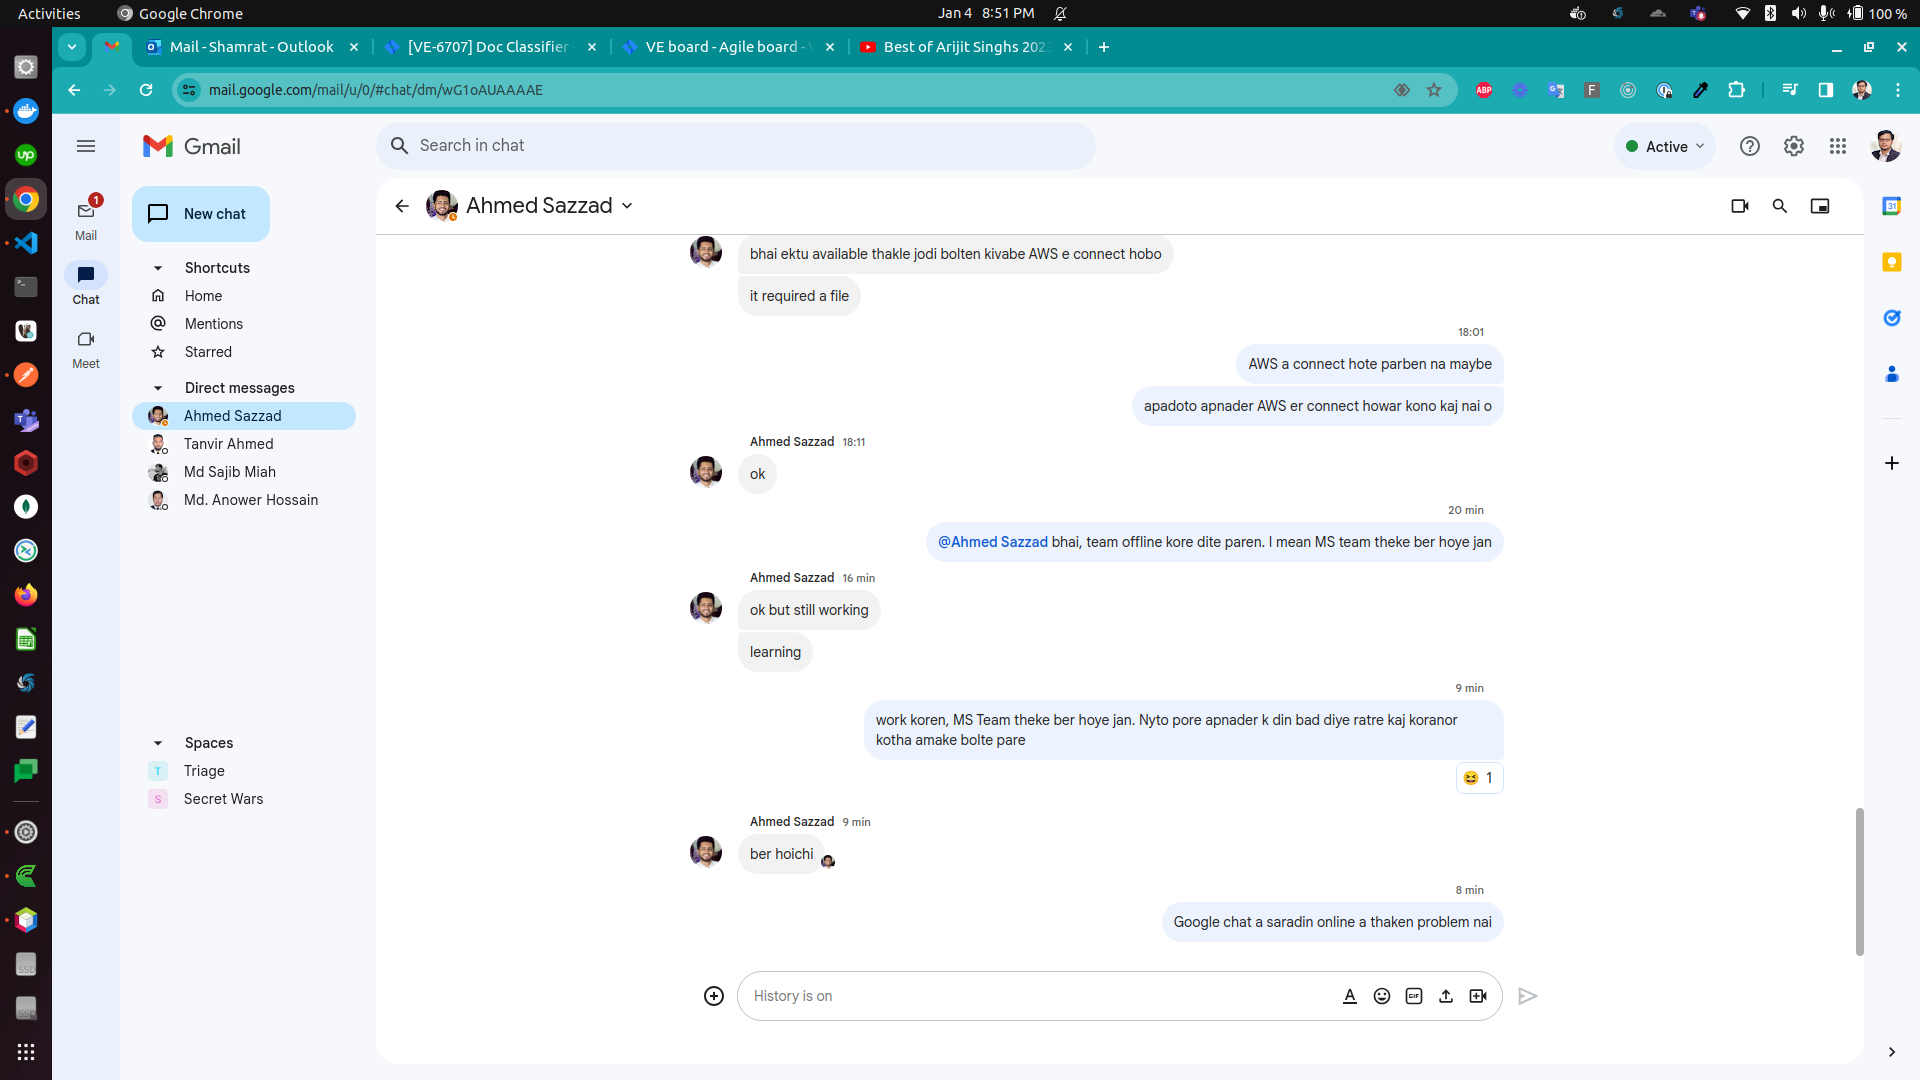 Activities
Google Chrome
Jan 4 8:51 PM
100 %
Mail - Shamrat - Outlook
[VE-6707] Doc Classifier
VE board - Agile board -
Best of Arijit Singhs 202
mail.google.com/mail/u/0/#chat/dm/wG1oAUAAAAE
ABP
F
Gmail
Search in chat
Active
1
Mail
Chat
Meet
New chat
Shortcuts
Home
Mentions
Starred
Direct messages
Ahmed Sazzad
Tanvir Ahmed
Md Sajib Miah
Md. Anower Hossain
Spaces
T Triage
S Secret Wars
Ahmed Sazzad
bhai ektu available thakle jodi bolten kivabe AWS e connect hobo
it required a file
18:01
AWS a connect hote parben na maybe
apadoto apnader AWS er connect howar kono kaj nai o
Ahmed Sazzad 18:11
ok
20 min
@Ahmed Sazzad bhai, team offline kore dite paren. I mean MS team theke ber hoye jan
Ahmed Sazzad 16 min
ok but still working
learning
9 min
work koren, MS Team theke ber hoye jan. Nyto pore apnader k din bad diye ratre kaj koranor
kotha amake bolte pare
😆 1
Ahmed Sazzad 9 min
ber hoichi
8 min
Google chat a saradin online a thaken problem nai
History is on
GIF
31
up
SSD
SSD